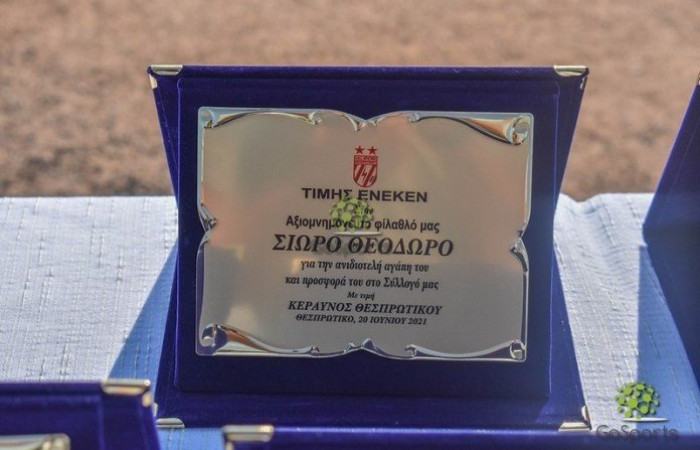 ΤΙΜΗΣ ΕΝΕΚΕΝ
Αξιομνημόνευτο φίλαθλό μας
ΣΙΩΡΟ ΘΕΟΔΩΡΟ
για την ανιδιοτελή αγάπη του
και προσφορά του στο Σύλλογό μας
Με τιμή
ΚΕΡΑΥΝΟΣ ΘΕΣΠΡΩΤΙΚΟΥ
ΘΕΣΠΡΩΤΙΚΟ, 20 ΙΟΥΝΙΟΥ 2021
GoSports